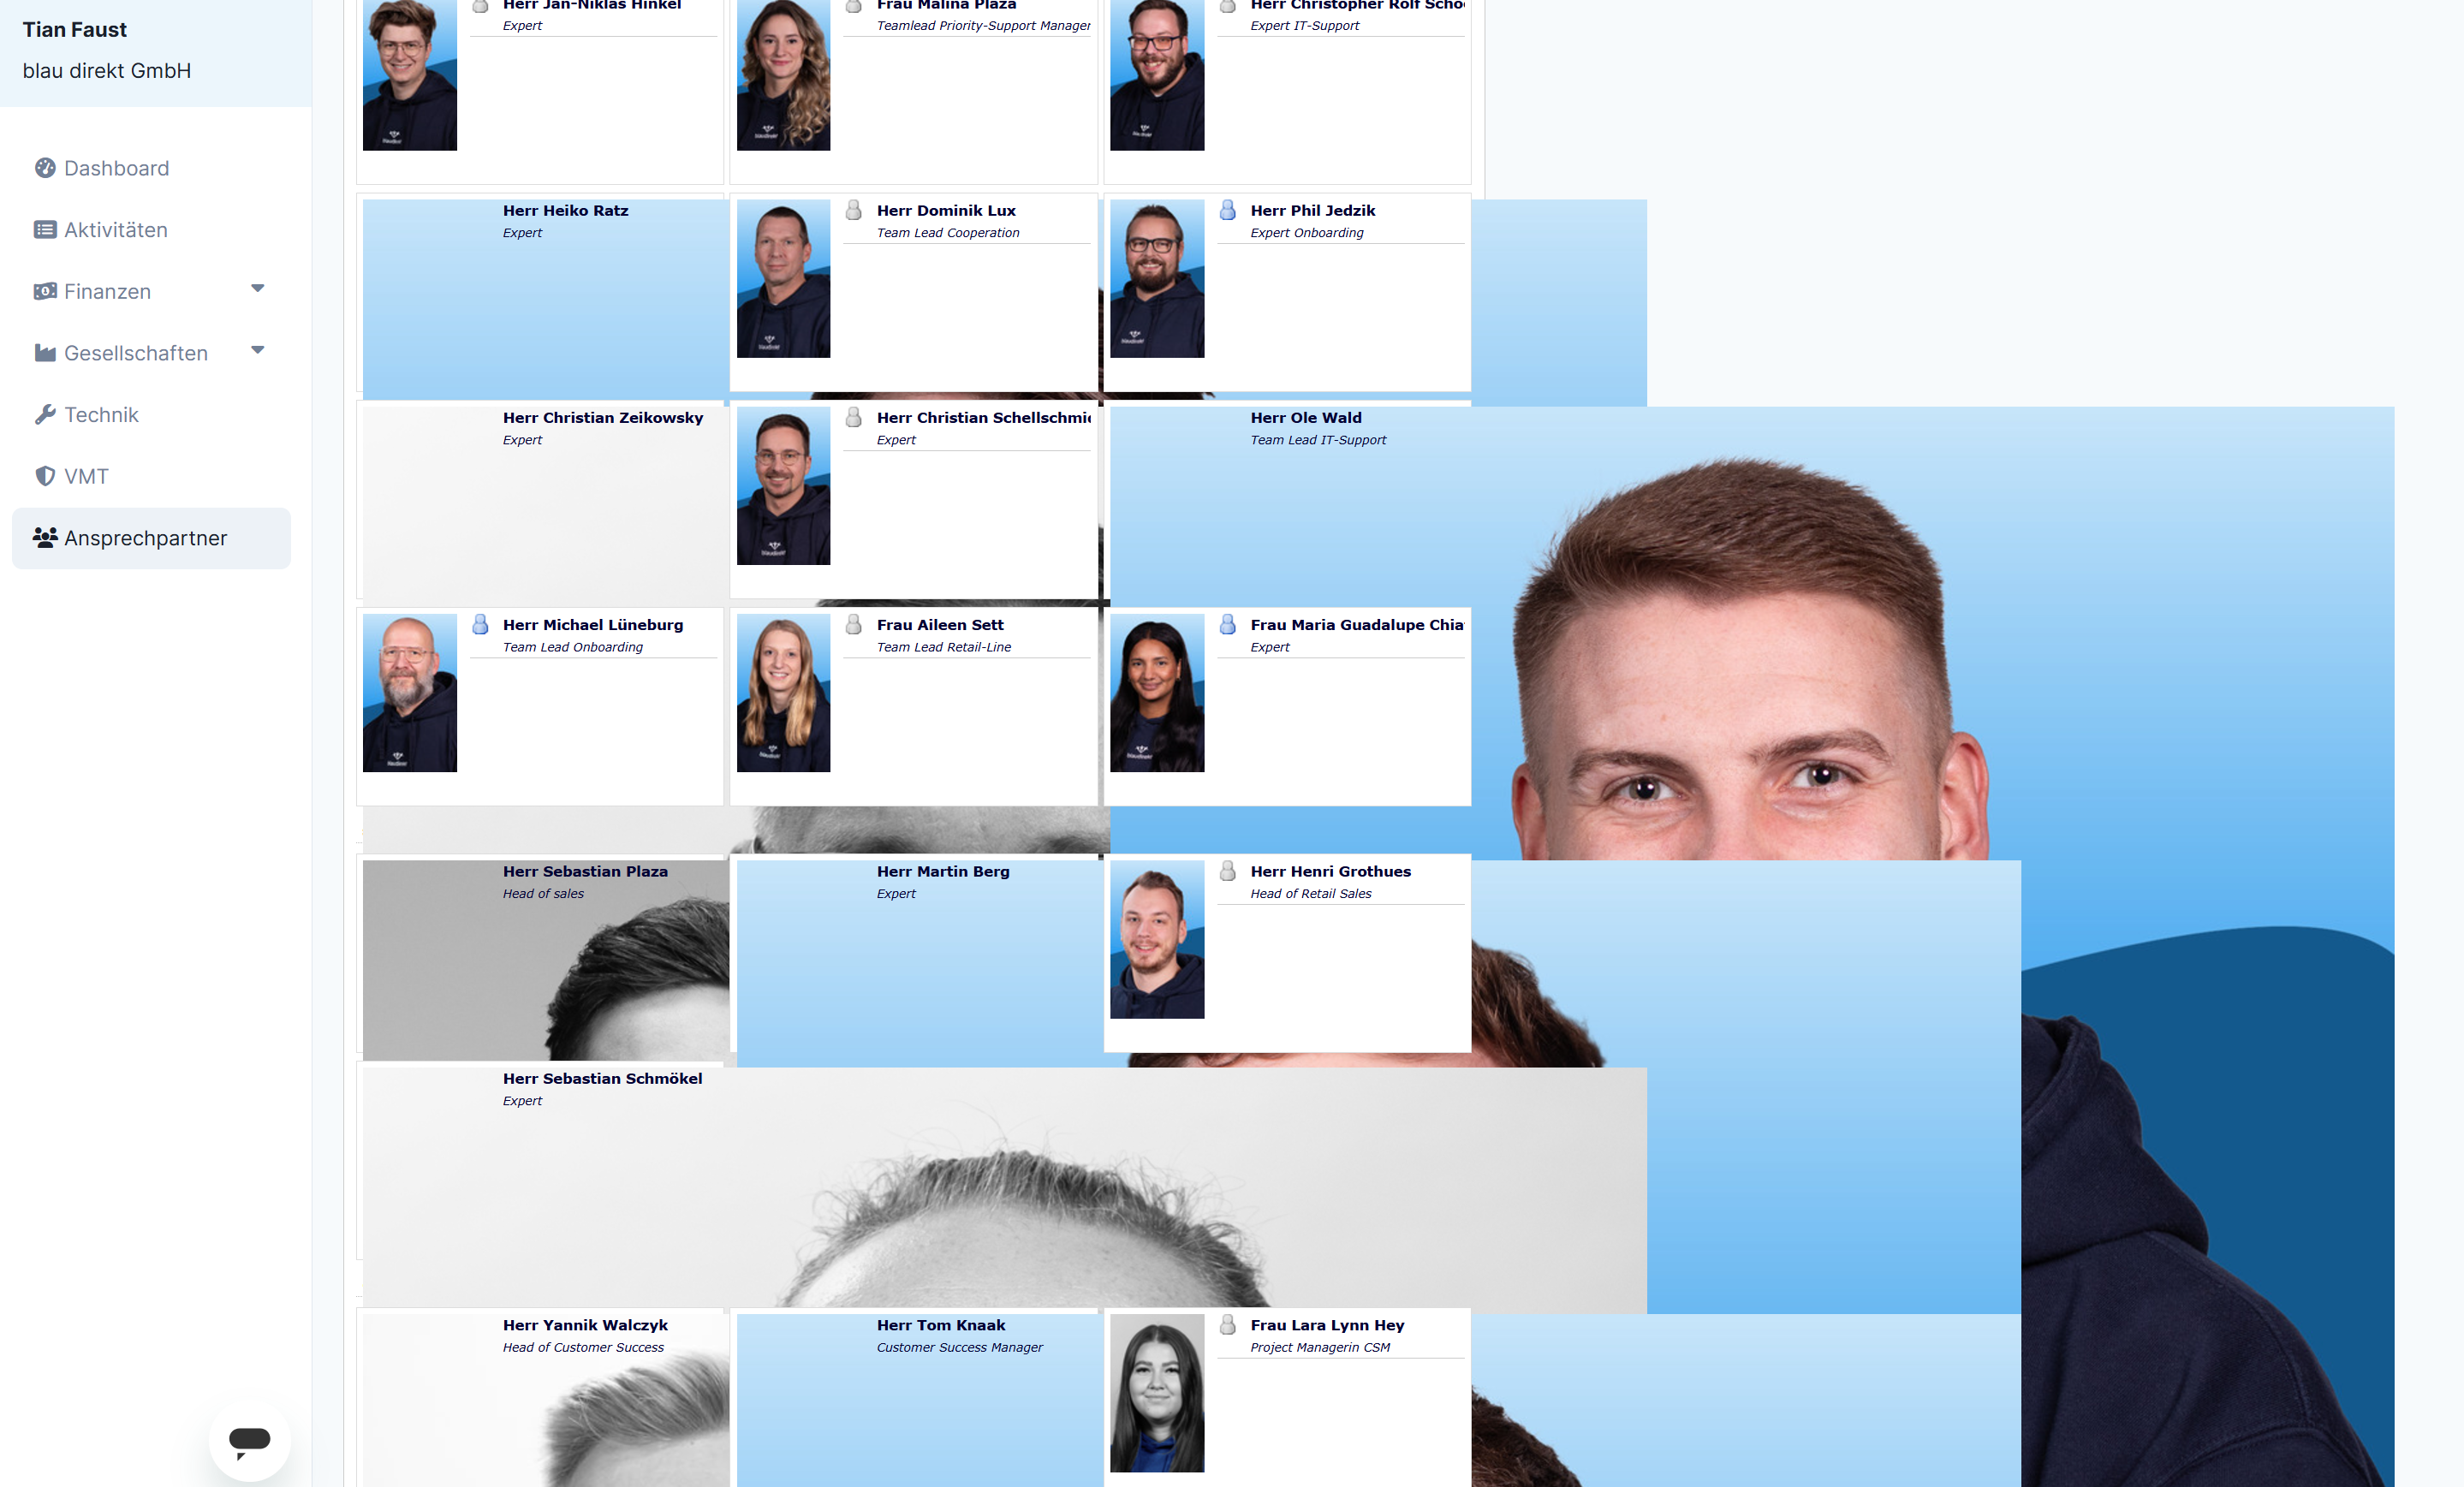 Tian Faust
blau direkt GmbH
Dashboard
Aktivitäten
Finanzen
Gesellschaften
Technik
VMT
Ansprechpartner
Herr Jan-Niklas Hinkel
Expert
Frau Malina Plaza
Teamlead Priority-Support Manager
Herr Christopher Rolf Scho
Expert IT-Support
Herr Heiko Ratz
Expert
Herr Dominik Lux
Team Lead Cooperation
Herr Phil Jedzik
Expert Onboarding
Herr Christian Zeikowsky
Expert
Herr Christian Schellschmi
Expert
Herr Ole Wald
Team Lead IT-Support
Herr Michael Lüneburg
Team Lead Onboarding
Frau Aileen Sett
Team Lead Retail-Line
Frau Maria Guadalupe Chia
Expert
Herr Sebastian Plaza
Head of sales
Herr Martin Berg
Expert
Herr Henri Grothues
Head of Retail Sales
Herr Sebastian Schmökel
Expert
Herr Yannik Walczyk
Head of Customer Success
Herr Tom Knaak
Customer Success Manager
Frau Lara Lynn Hey
Project Managerin CSM